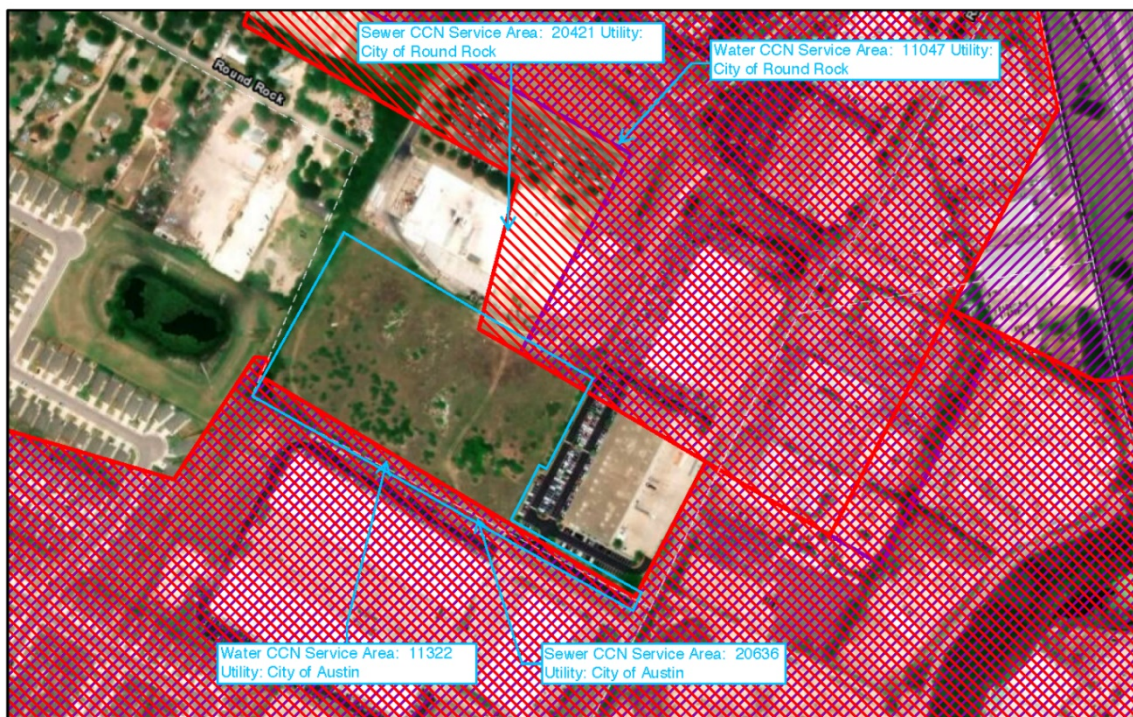 Sewer CCN Service Area: 20421 Utility:
City of Round Rock
Water CCN Service Area: 11047 Utility:
City of Round Rock
Round Rock
Water CCN Service Area: 11322
Utility: City of Austin
Sewer CCN Service Area: 20636
Utility: City of Austin